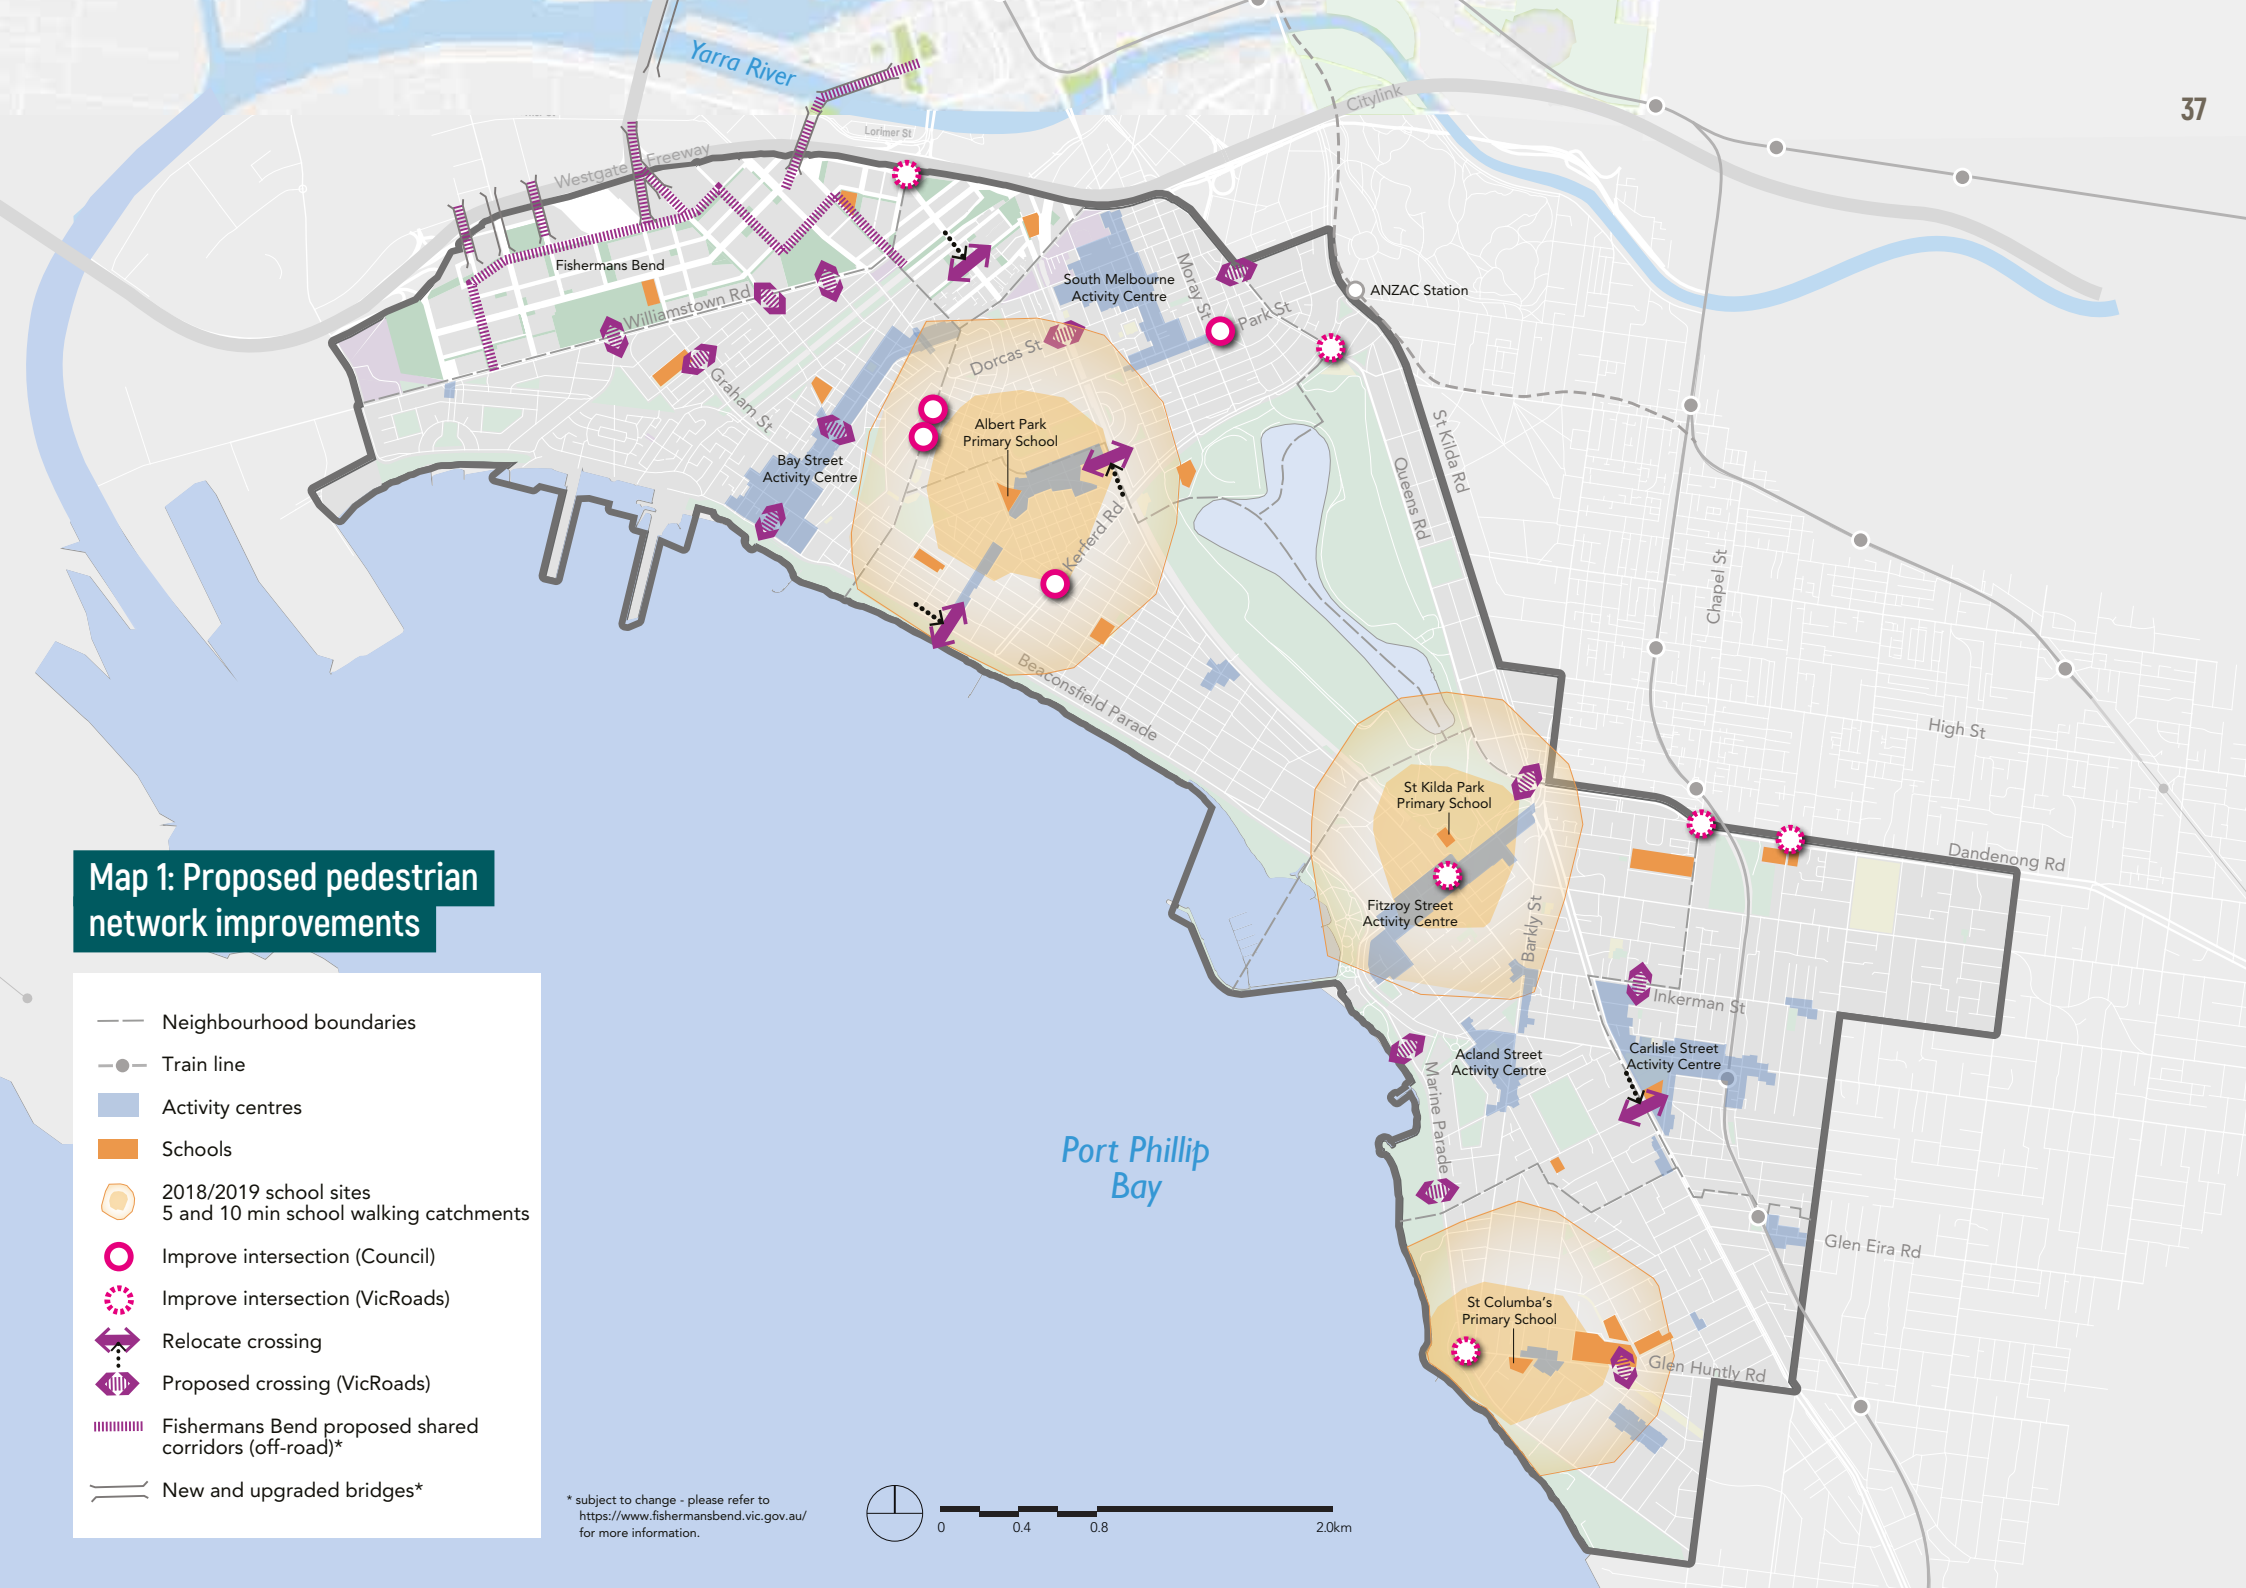 37
Yarra River
Citylink
Lorimer St
Westgate Freeway
Fishermans Bend
South Melbourne
Activity Centre
Moray St
ANZAC Station
Williamstown Rd
Park St
Dorcas St
Graham St
Albert Park
Primary School
St Kilda Rd
Bay Street
Activity Centre
Queens Rd
Kerferd Rd
Chapel St
Beaconsfield Parade
High St
St Kilda Park
Primary School
Dandenong Rd
Fitzroy Street
Activity Centre
Barkly St
Inkerman St
Acland Street
Activity Centre
Carlisle Street
Activity Centre
Marine Parade
Port Phillip
Bay
Glen Eira Rd
St Columba's
Primary School
Glen Huntly Rd
Map 1: Proposed pedestrian
network improvements
Neighbourhood boundaries
Train line
Activity centres
Schools
2018/2019 school sites
5 and 10 min school walking catchments
Improve intersection (Council)
Improve intersection (VicRoads)
Relocate crossing
Proposed crossing (VicRoads)
Fishermans Bend proposed shared
corridors (off-road)*
New and upgraded bridges*
* subject to change - please refer to
https://www.fishermansbend.vic.gov.au/
for more information.
0 0.4 0.8 2.0km